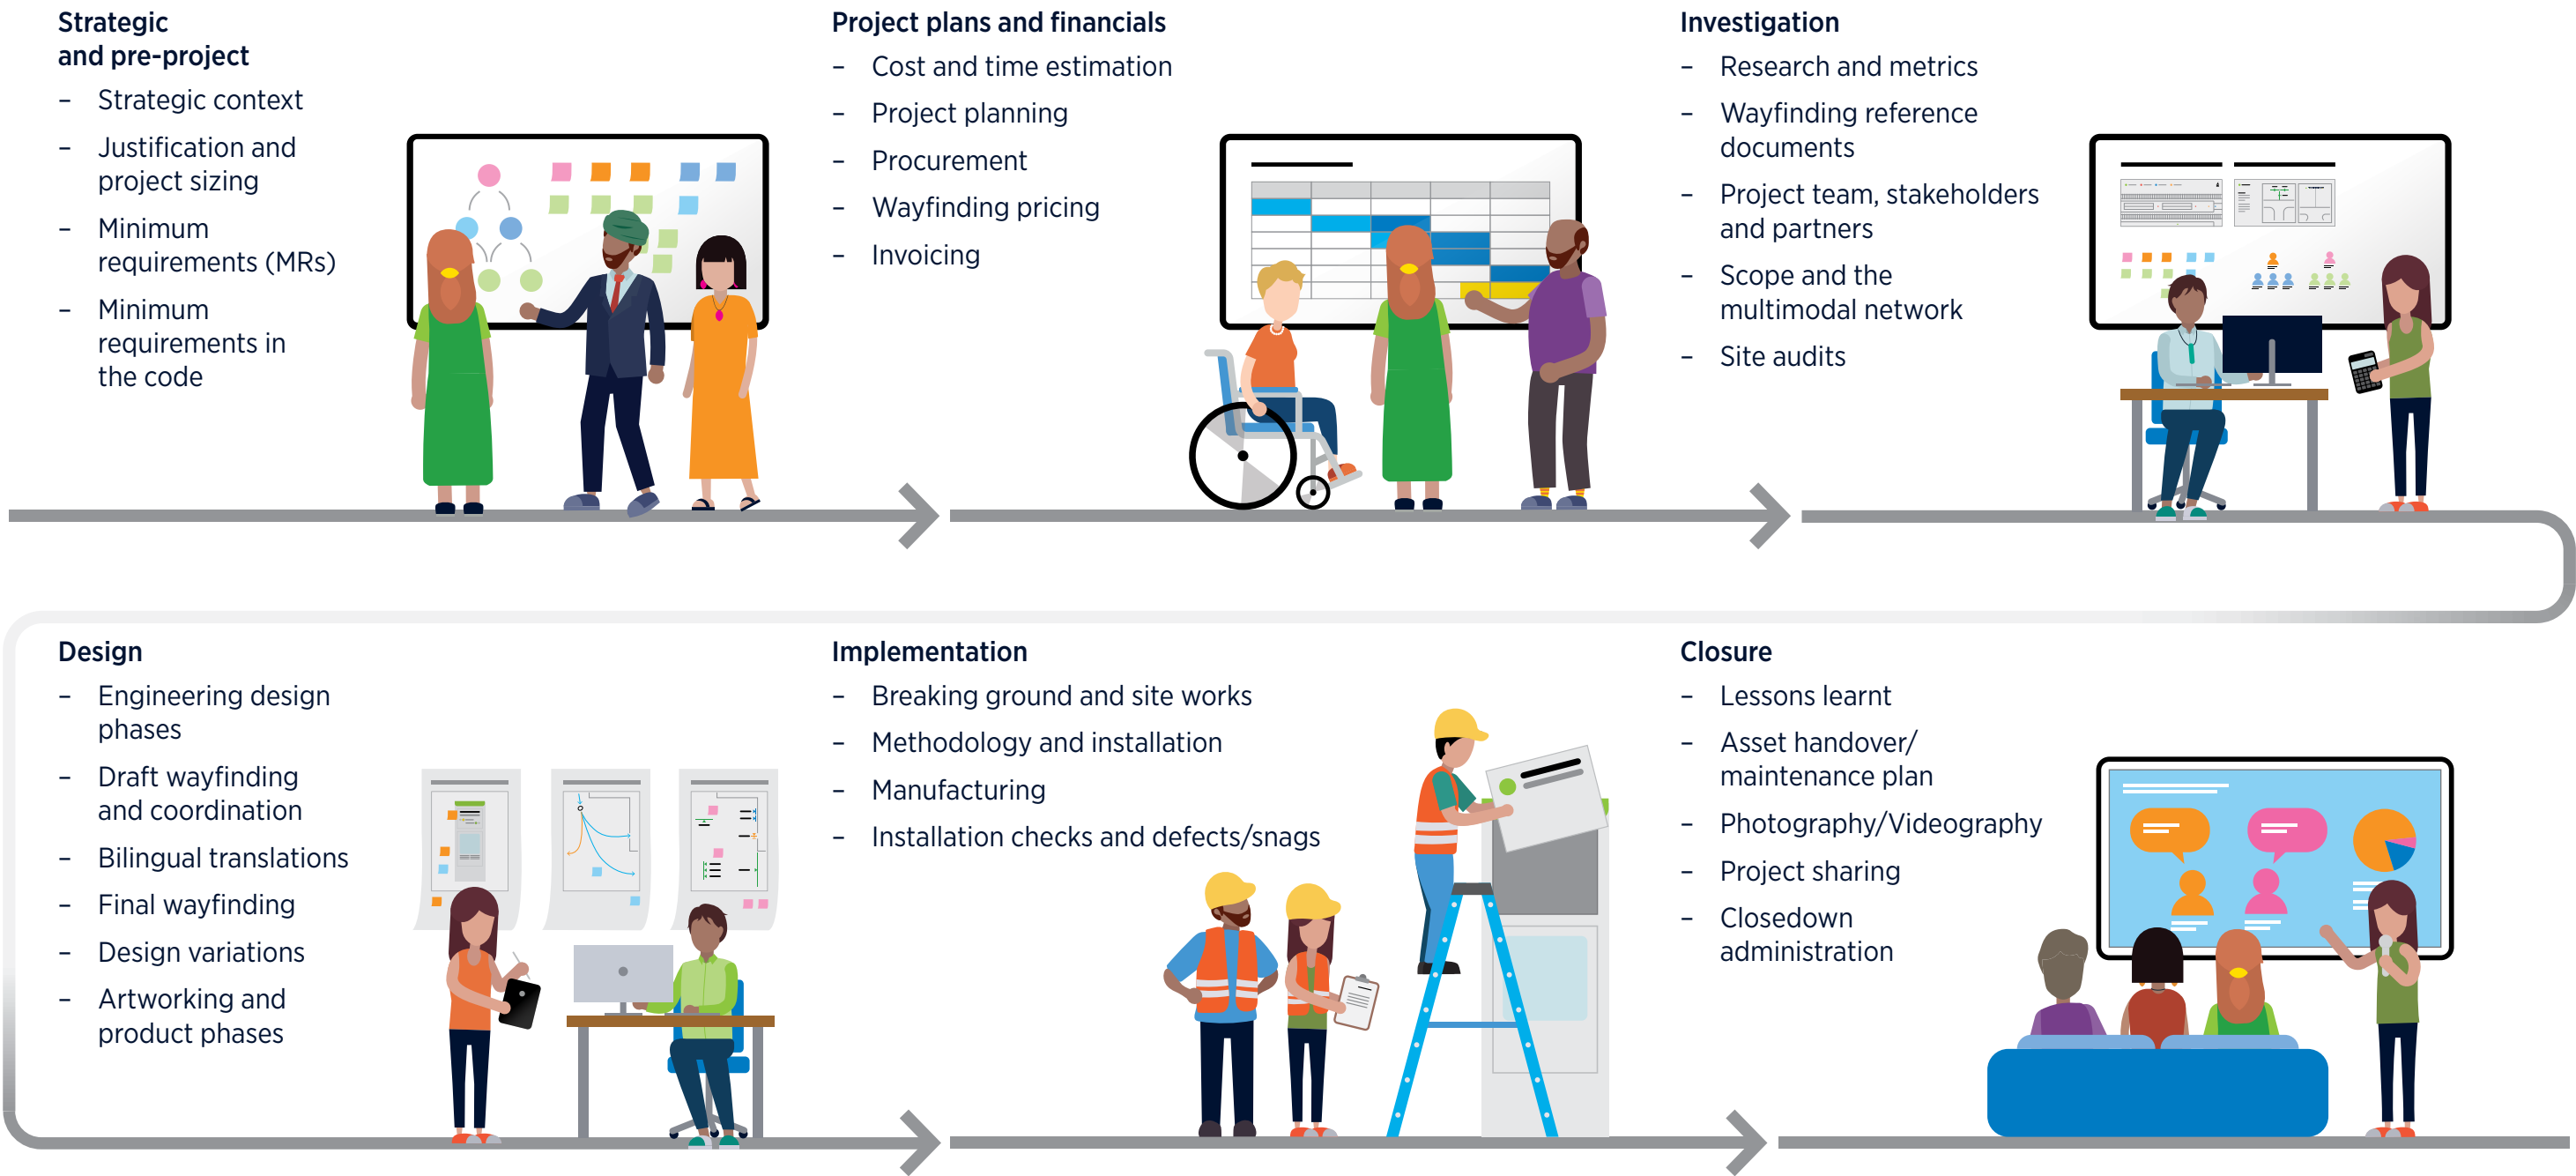 Strategic
and pre-project
– Strategic context
– Justification and
project sizing
– Minimum
requirements (MRs)
– Minimum
requirements in
the code
Project plans and financials
– Cost and time estimation
– Project planning
– Procurement
– Wayfinding pricing
– Invoicing
Investigation
– Research and metrics
– Wayfinding reference
documents
– Project team, stakeholders
and partners
– Scope and the
multimodal network
– Site audits
Design
– Engineering design
phases
– Draft wayfinding
and coordination
– Bilingual translations
– Final wayfinding
– Design variations
– Artworking and
product phases
Implementation
– Breaking ground and site works
– Methodology and installation
– Manufacturing
– Installation checks and defects/snags
Closure
– Lessons learnt
– Asset handover/
maintenance plan
– Photography/Videography
– Project sharing
– Closedown
administration